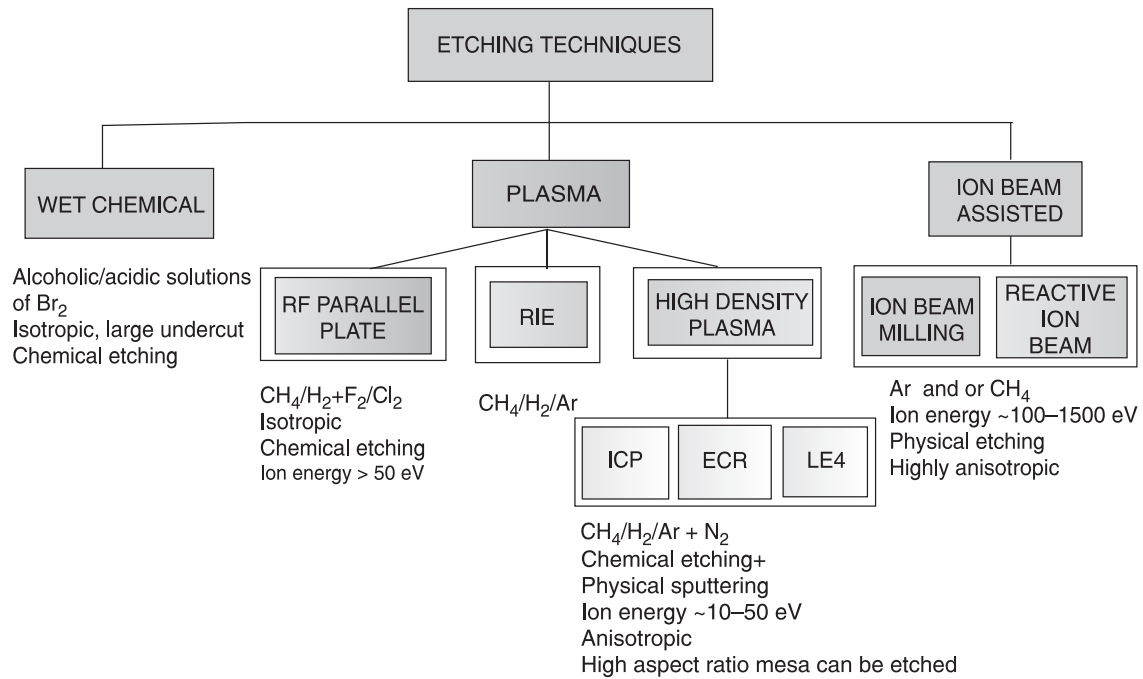 ETCHING TECHNIQUES
WET CHEMICAL
PLASMA
ION BEAM
ASSISTED
Alcoholic/acidic solutions
of Br₂
Isotropic, large undercut
Chemical etching
RF PARALLEL
PLATE
RIE
HIGH DENSITY
PLASMA
ION BEAM
MILLING
REACTIVE
ION
BEAM
CH₄/H₂+F₂/Cl₂
Isotropic
Chemical etching
Ion energy > 50 eV
CH₄/H₂/Ar
Ar and or CH₄
Ion energy ~100–1500 eV
Physical etching
Highly anisotropic
ICP
ECR
LE4
CH₄/H₂/Ar + N₂
Chemical etching+
Physical sputtering
Ion energy ~10–50 eV
Anisotropic
High aspect ratio mesa can be etched